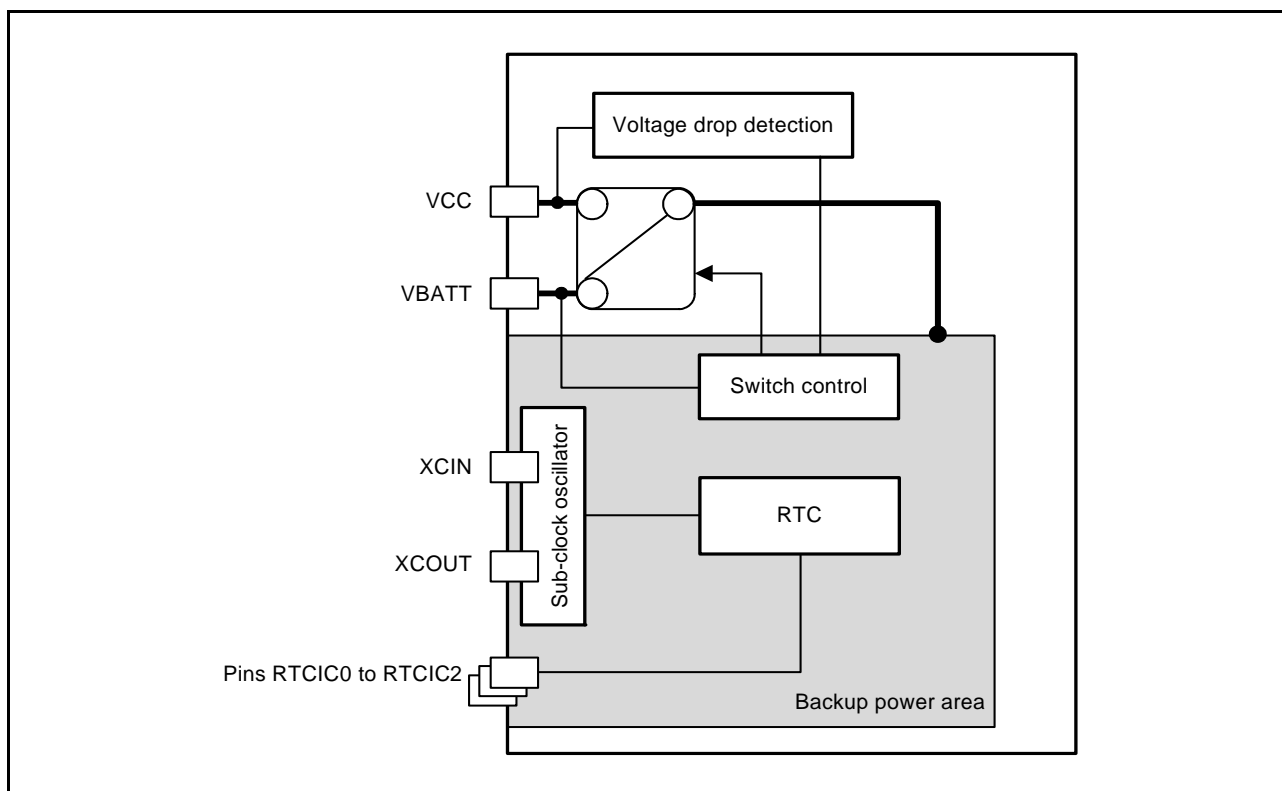 Voltage drop detection
VCC
VBATT
Switch control
XCIN
Sub-clock oscillator
RTC
XCOUT
Pins RTCIC0 to RTCIC2
Backup power area